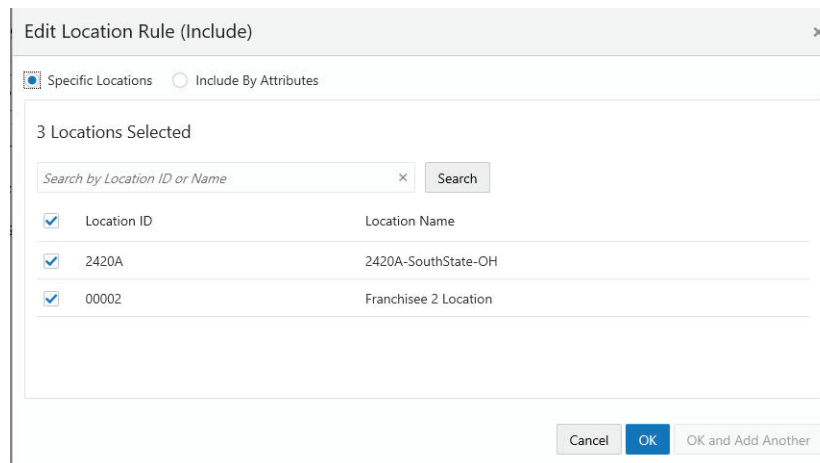 Edit Location Rule (Include)
Specific Locations Include By Attributes
3 Locations Selected
Search by Location ID or Name Search
Location ID Location Name
2420A 2420A-SouthState-OH
00002 Franchisee 2 Location
Cancel OK OK and Add Another